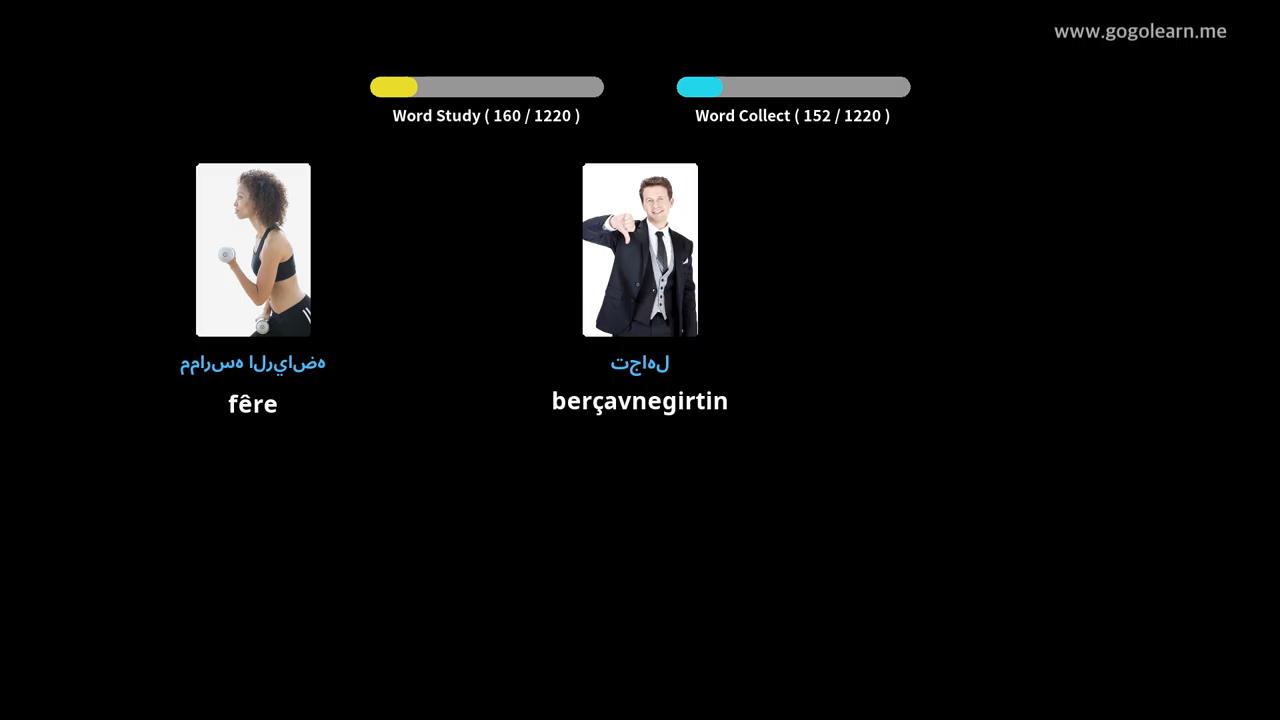 www.gogolearn.me
Word Study ( 160 / 1220 )
Word Collect ( 152 / 1220 )
ممارسه الرياضه
تجاهل
fêre
berçavnegirtin